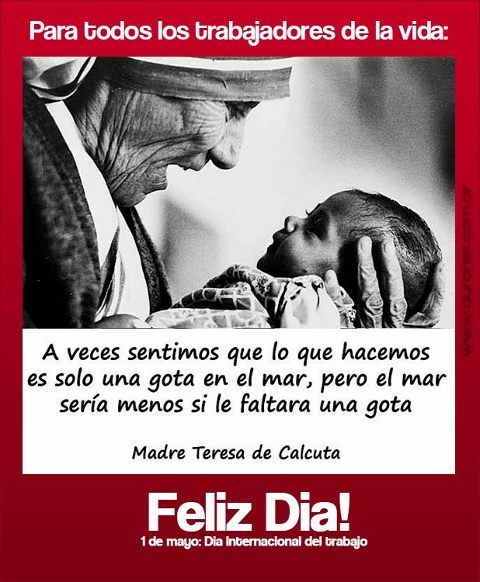 Para todos los trabajadores de la vida:
A veces sentimos que lo que hacemos
es solo una gota en el mar, pero el mar
sería menos si le faltara una gota
Madre Teresa de Calcuta
Feliz Dia!
1 de mayo: Dia Internacional del trabajo